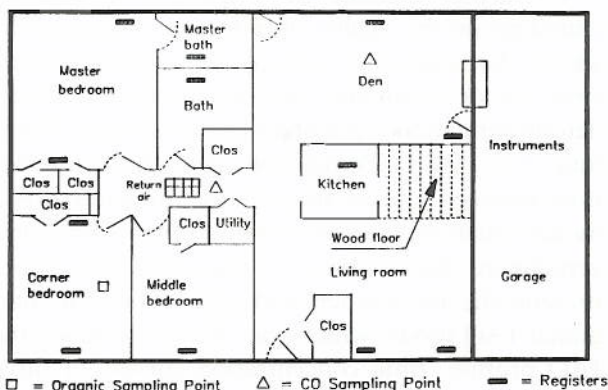 Master
bath
Master
bedroom
Den
Bath
Clos
Instruments
Clos
Clos
Return
air
Kitchen
Clos
Clos
Utility
Wood floor
Corner
bedroom
Middle
bedroom
Living room
Garage
Clos
□ = Organic Sampling Point △ = CO Sampling Point ▬ = Registers